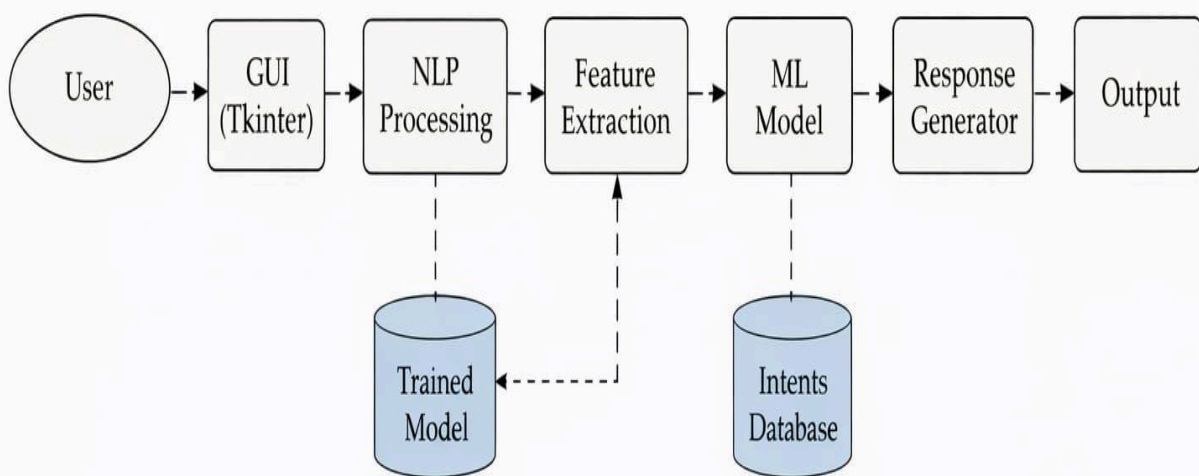 User
GUI
(Tkinter)
NLP
Processing
Feature
Extraction
ML
Model
Response
Generator
Output
Trained
Model
Intents
Database